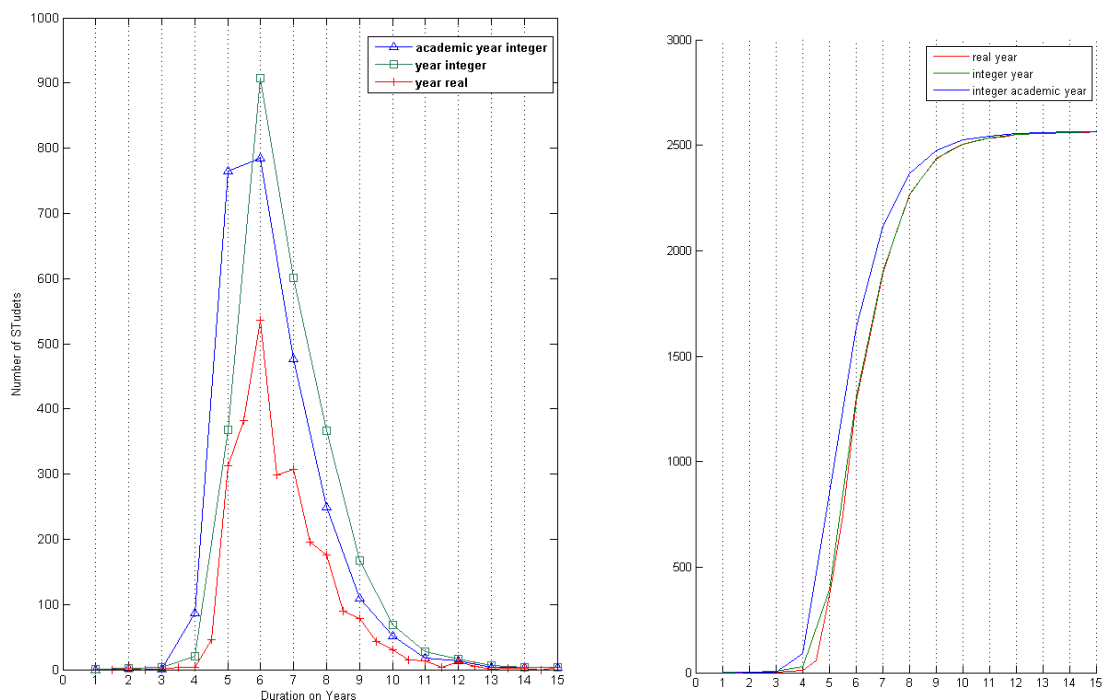 1000
900
800
700
600
500
400
300
200
100
0
Number of STudets
0 1 2 3 4 5 6 7 8 9 10 11 12 13 14 15
Duration on Years
academic year integer
year integer
year real
3000
2500
2000
1500
1000
500
0
0 1 2 3 4 5 6 7 8 9 10 11 12 13 14 15
real year
integer year
integer academic year